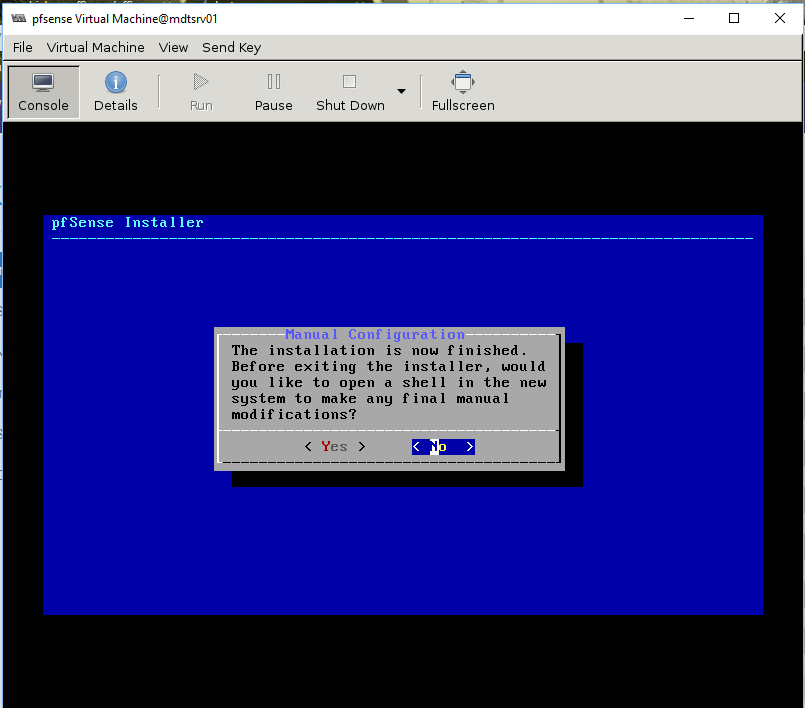 pfsense Virtual Machine@mdtsrv01
File Virtual Machine View Send Key
Console Details Run Pause Shut Down Fullscreen
pfSense Installer
Manual Configuration
The installation is now finished.
Before exiting the installer, would
you like to open a shell in the new
system to make any final manual
modifications?
< Yes > < No >